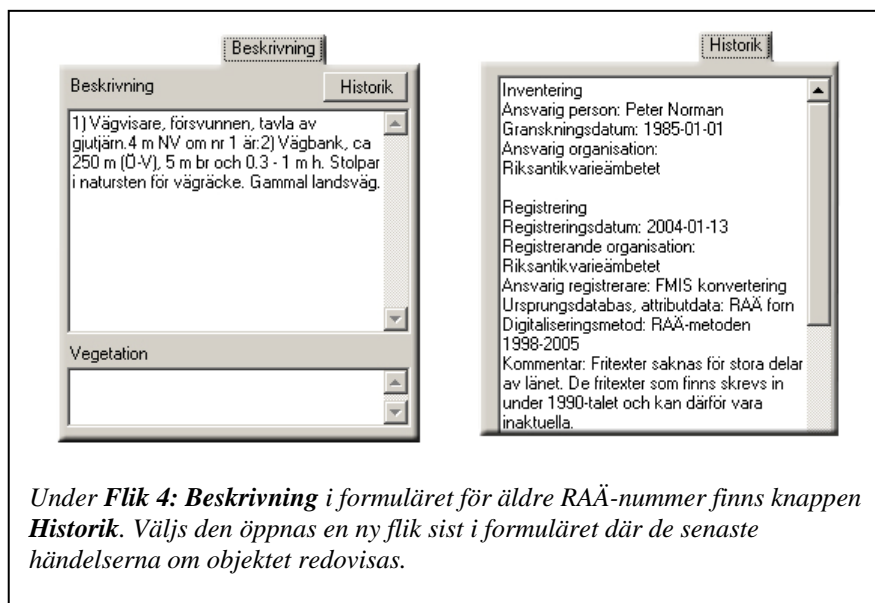 Beskrivning
Beskrivning
Historik
1) Vägvisare, försvunnen, tavla av
gjutjärn.4 m NV om nr 1 är:2) Vägbank, ca
250 m (Ö-V), 5 m br och 0.3 - 1 m h. Stolpar
i natursten för vägräcke. Gammal landsväg.
Vegetation
Historik
Inventering
Ansvarig person: Peter Norman
Granskningsdatum: 1985-01-01
Ansvarig organisation:
Riksantikvarieämbetet
Registrering
Registreringsdatum: 2004-01-13
Registrerande organisation:
Riksantikvarieämbetet
Ansvarig registrerare: FMIS konvertering
Ursprungsdatabas, attributdata: RAÄ forn
Digitaliseringsmetod: RAÄ-metoden
1998-2005
Kommentar: Fritexter saknas för stora delar
av länet. De fritexter som finns skrevs in
under 1990-talet och kan därför vara
inaktuella.
Under Flik 4: Beskrivning i formuläret för äldre RAÄ-nummer finns knappen
Historik. Väljs den öppnas en ny flik sist i formuläret där de senaste
händelserna om objektet redovisas.